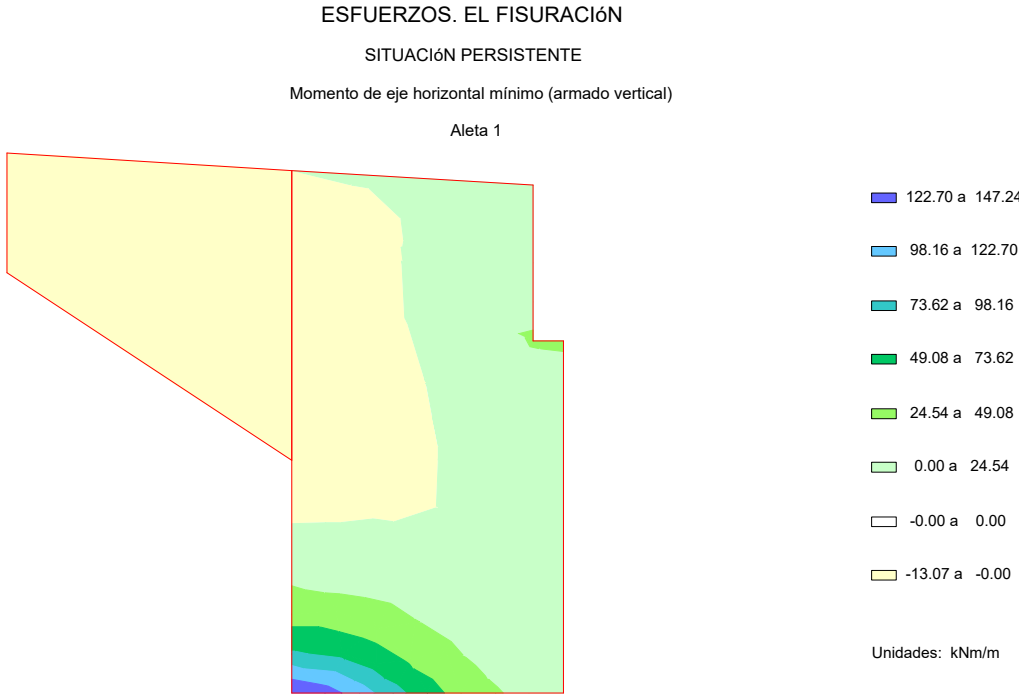 ESFUERZOS. EL FISURACIóN
SITUACIóN PERSISTENTE
Momento de eje horizontal mínimo (armado vertical)
Aleta 1
122.70 a 147.24
98.16 a 122.70
73.62 a 98.16
49.08 a 73.62
24.54 a 49.08
0.00 a 24.54
-0.00 a 0.00
-13.07 a -0.00
Unidades: kNm/m